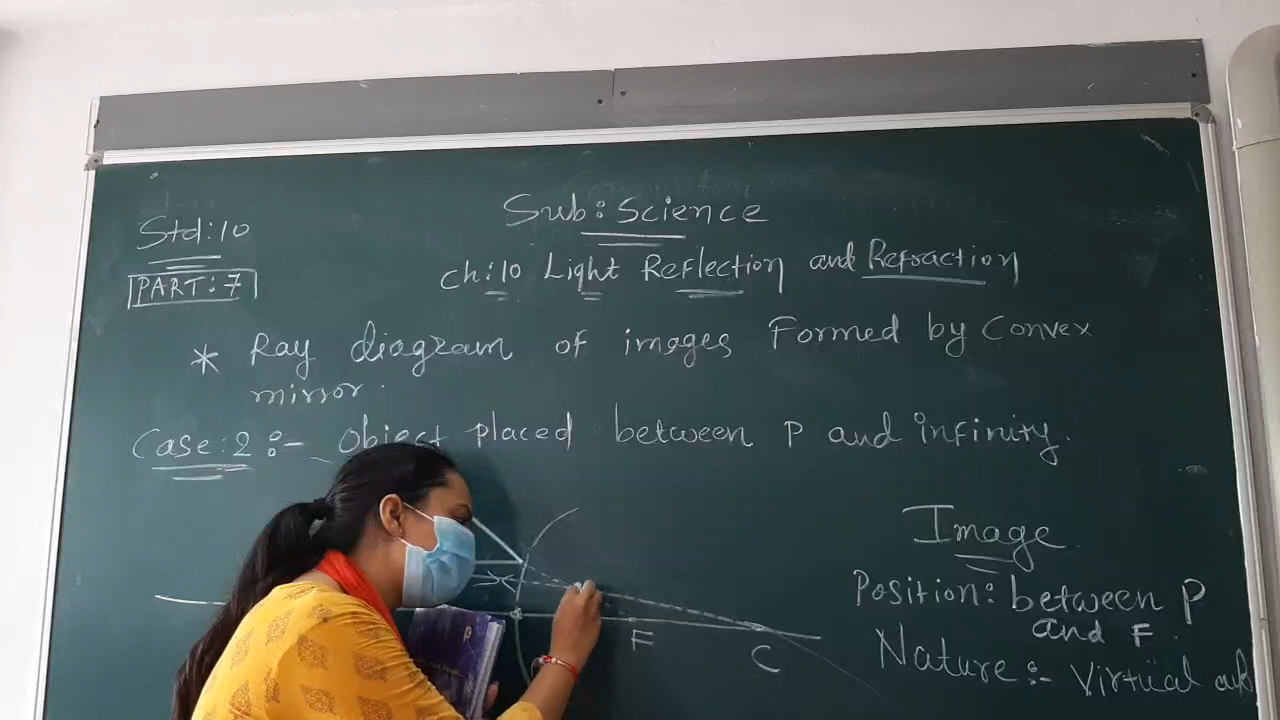 Sub: Science
Std: 10
PART: 7
Ch: 10 Light Reflection and Refraction
* Ray diagram of images Formed by Convex
mirror.
Case: 2 :- Object placed between P and infinity.
Image
Position: between P
and F.
Nature:- Virtual
F
C